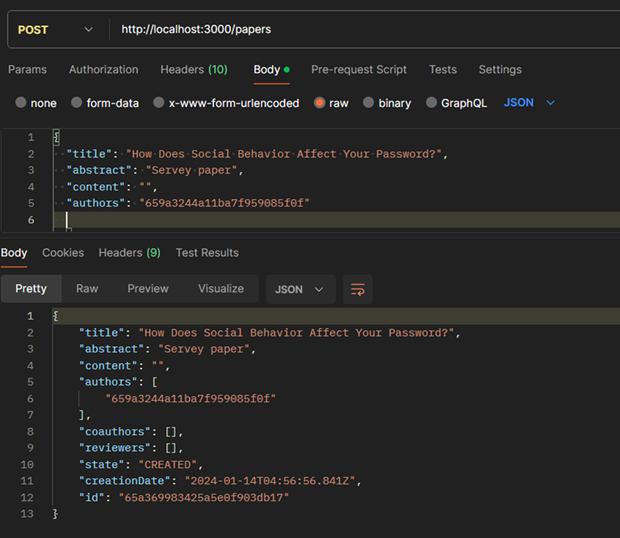 POST http://localhost:3000/papers
Params Authorization Headers (10) Body Pre-request Script Tests Settings
none form-data x-www-form-urlencoded raw binary GraphQL JSON
1 {
2 "title": "How Does Social Behavior Affect Your Password?",
3 "abstract": "Servey paper",
4 "content": "",
5 "authors": "659a3244a11ba7f959085f0f"
6
Body Cookies Headers (9) Test Results
Pretty Raw Preview Visualize JSON
1 {
2 "title": "How Does Social Behavior Affect Your Password?",
3 "abstract": "Servey paper",
4 "content": "",
5 "authors": [
6 "659a3244a11ba7f959085f0f"
7 ],
8 "coauthors": [],
9 "reviewers": [],
10 "state": "CREATED",
11 "creationDate": "2024-01-14T04:56:56.841Z",
12 "id": "65a369983425a5e0f903db17"
13 }